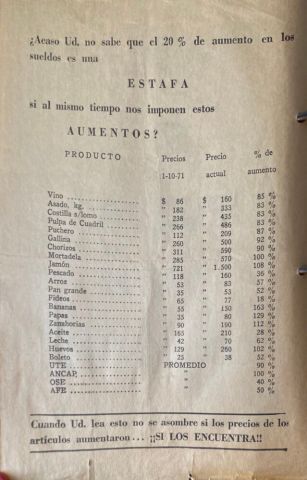 ¿Acaso Ud. no sabe que el 20 % de aumento en los
sueldos es una
ESTAFA
si al mismo tiempo nos imponen estos
AUMENTOS?
PRODUCTO Precios Precio % de
1-10-71 actual aumento
Vino ........................ $ 86 $ 160 85 %
Asado, kg. .................. 182 333 83 %
Costilla s/lomo ............. 238 435 83 %
Pulpa de Cuadril ............ 266 486 83 %
Puchero ..................... 112 209 87 %
Gallina ..................... 260 500 92 %
Chorizos .................... 311 590 90 %
Mortadela ................... 285 570 100 %
Jamón ....................... 721 1.500 108 %
Pescado ..................... 118 160 36 %
Arros ....................... 53 83 57 %
Pan grande .................. 35 53 52 %
Fideos ...................... 65 77 18 %
Bananas ..................... 55 150 163 %
Papas ....................... 35 80 129 %
Zanahorias .................. 90 190 112 %
Aceite ...................... 165 210 28 %
Leche ....................... 42 70 62 %
Huevos ...................... 129 260 102 %
Boleto ...................... 25 38 52 %
UTE ......................... PROMEDIO 90 %
ANCAP ....................... " 100 %
OSE ......................... " 40 %
AFE ......................... " 50 %
Cuando Ud. lea esto no se asombre si los precios de los
artículos aumentaron... ¡¡SI LOS ENCUENTRA!!